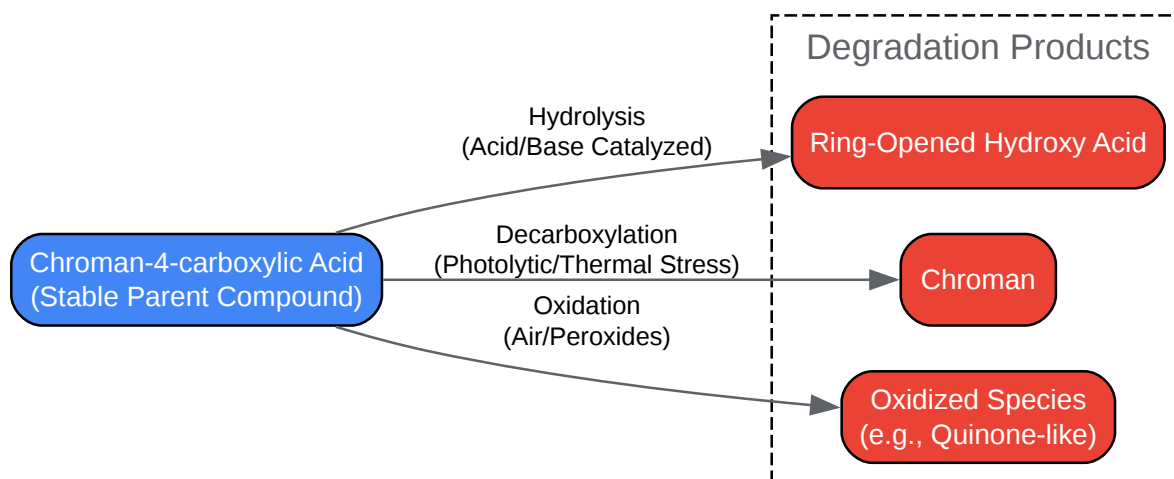 Degradation Products
Hydrolysis
(Acid/Base Catalyzed)
Ring-Opened Hydroxy Acid
Chroman-4-carboxylic Acid
(Stable Parent Compound)
Decarboxylation
(Photolytic/Thermal Stress)
Chroman
Oxidation
(Air/Peroxides)
Oxidized Species
(e.g., Quinone-like)